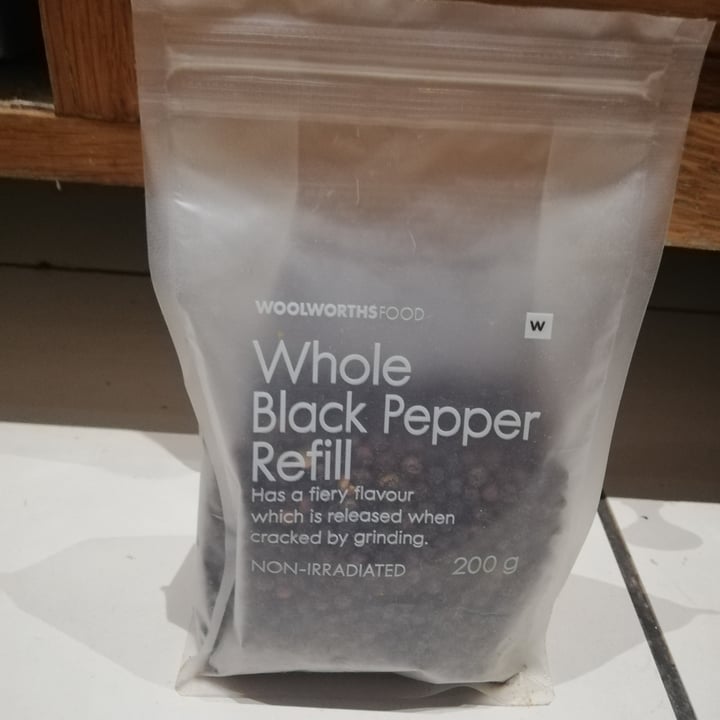 WOOLWORTHSFOOD
W
Whole
Black Pepper
Refill
Has a fiery flavour
which is released when
cracked by grinding.
NON-IRRADIATED 200 g